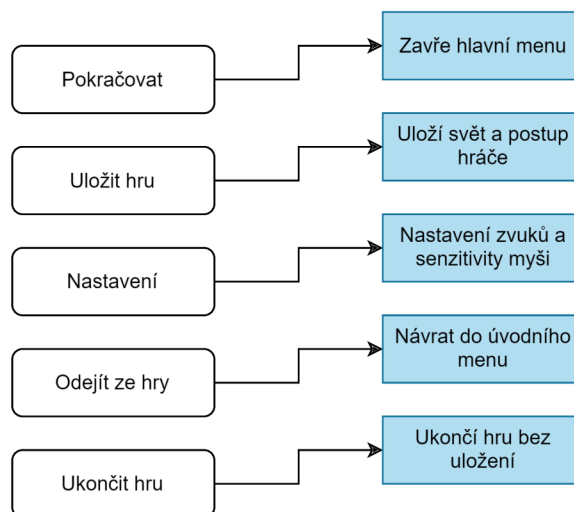 Pokračovat
Zavře hlavní menu
Uložit hru
Uloží svět a postup
hráče
Nastavení
Nastavení zvuků a
senzitivity myši
Odejít ze hry
Návrat do úvodního
menu
Ukončit hru
Ukončí hru bez
uložení